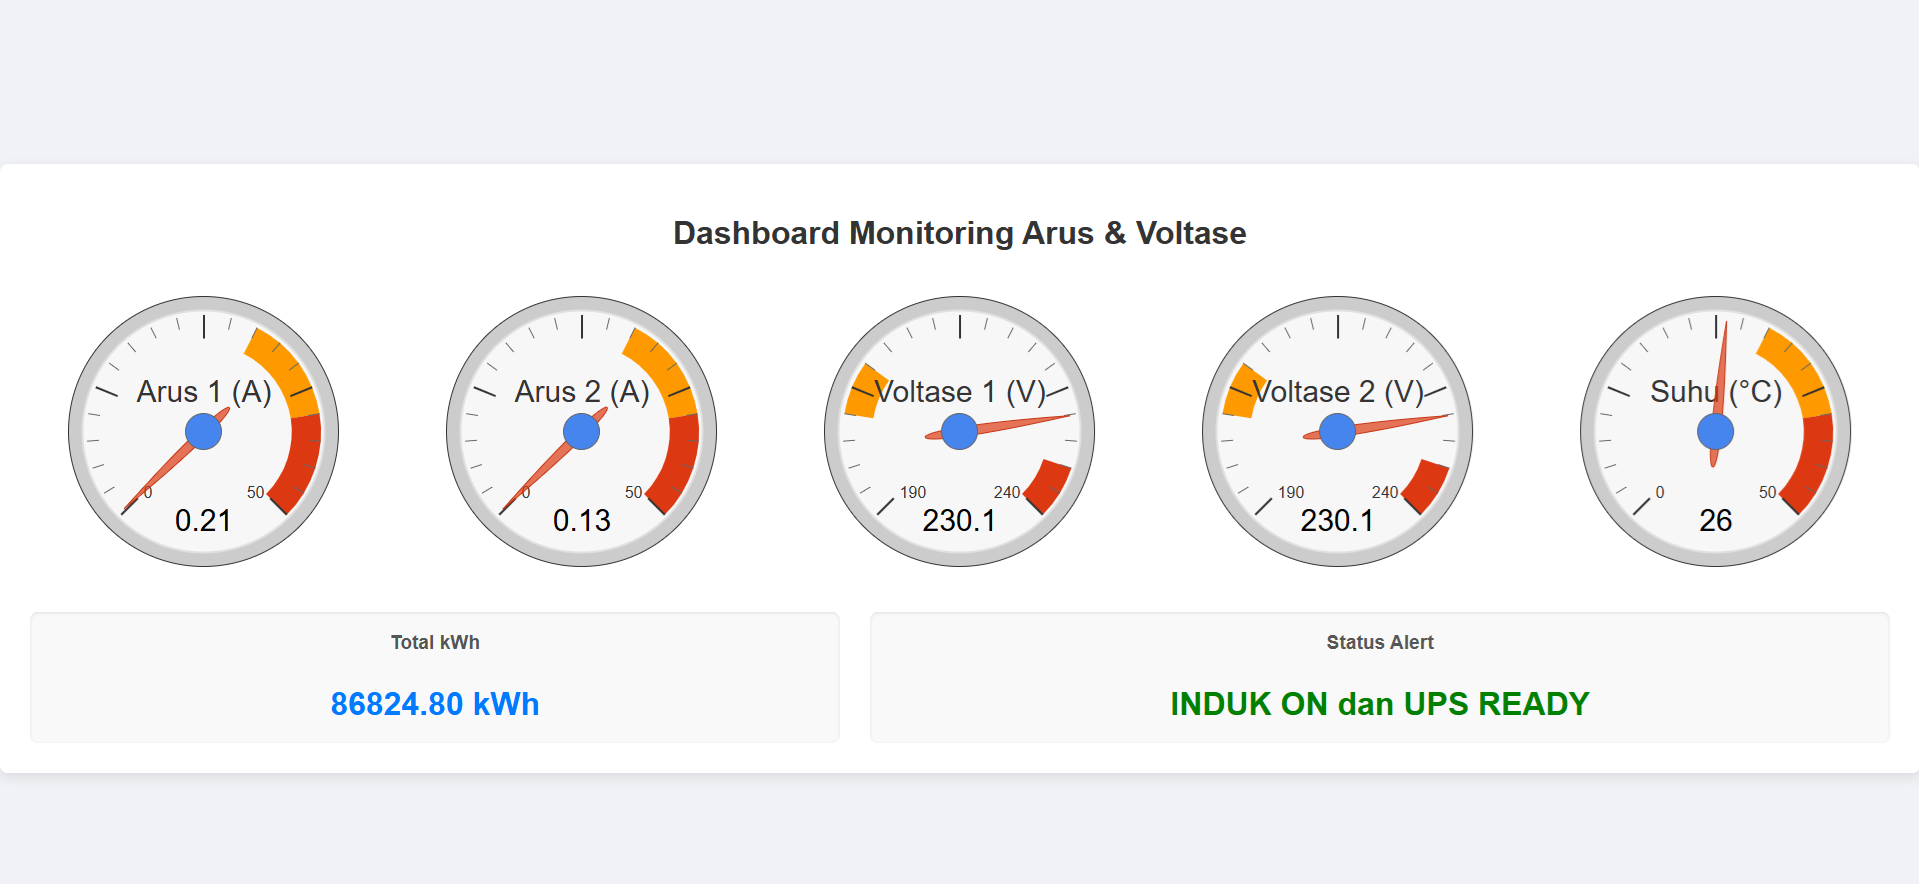 Dashboard Monitoring Arus & Voltase
Arus 1 (A)
0 50
0.21
Arus 2 (A)
0 50
0.13
Voltase 1 (V)
190 240
230.1
Voltase 2 (V)
190 240
230.1
Suhu (°C)
0 50
26
Total kWh
86824.80 kWh
Status Alert
INDUK ON dan UPS READY